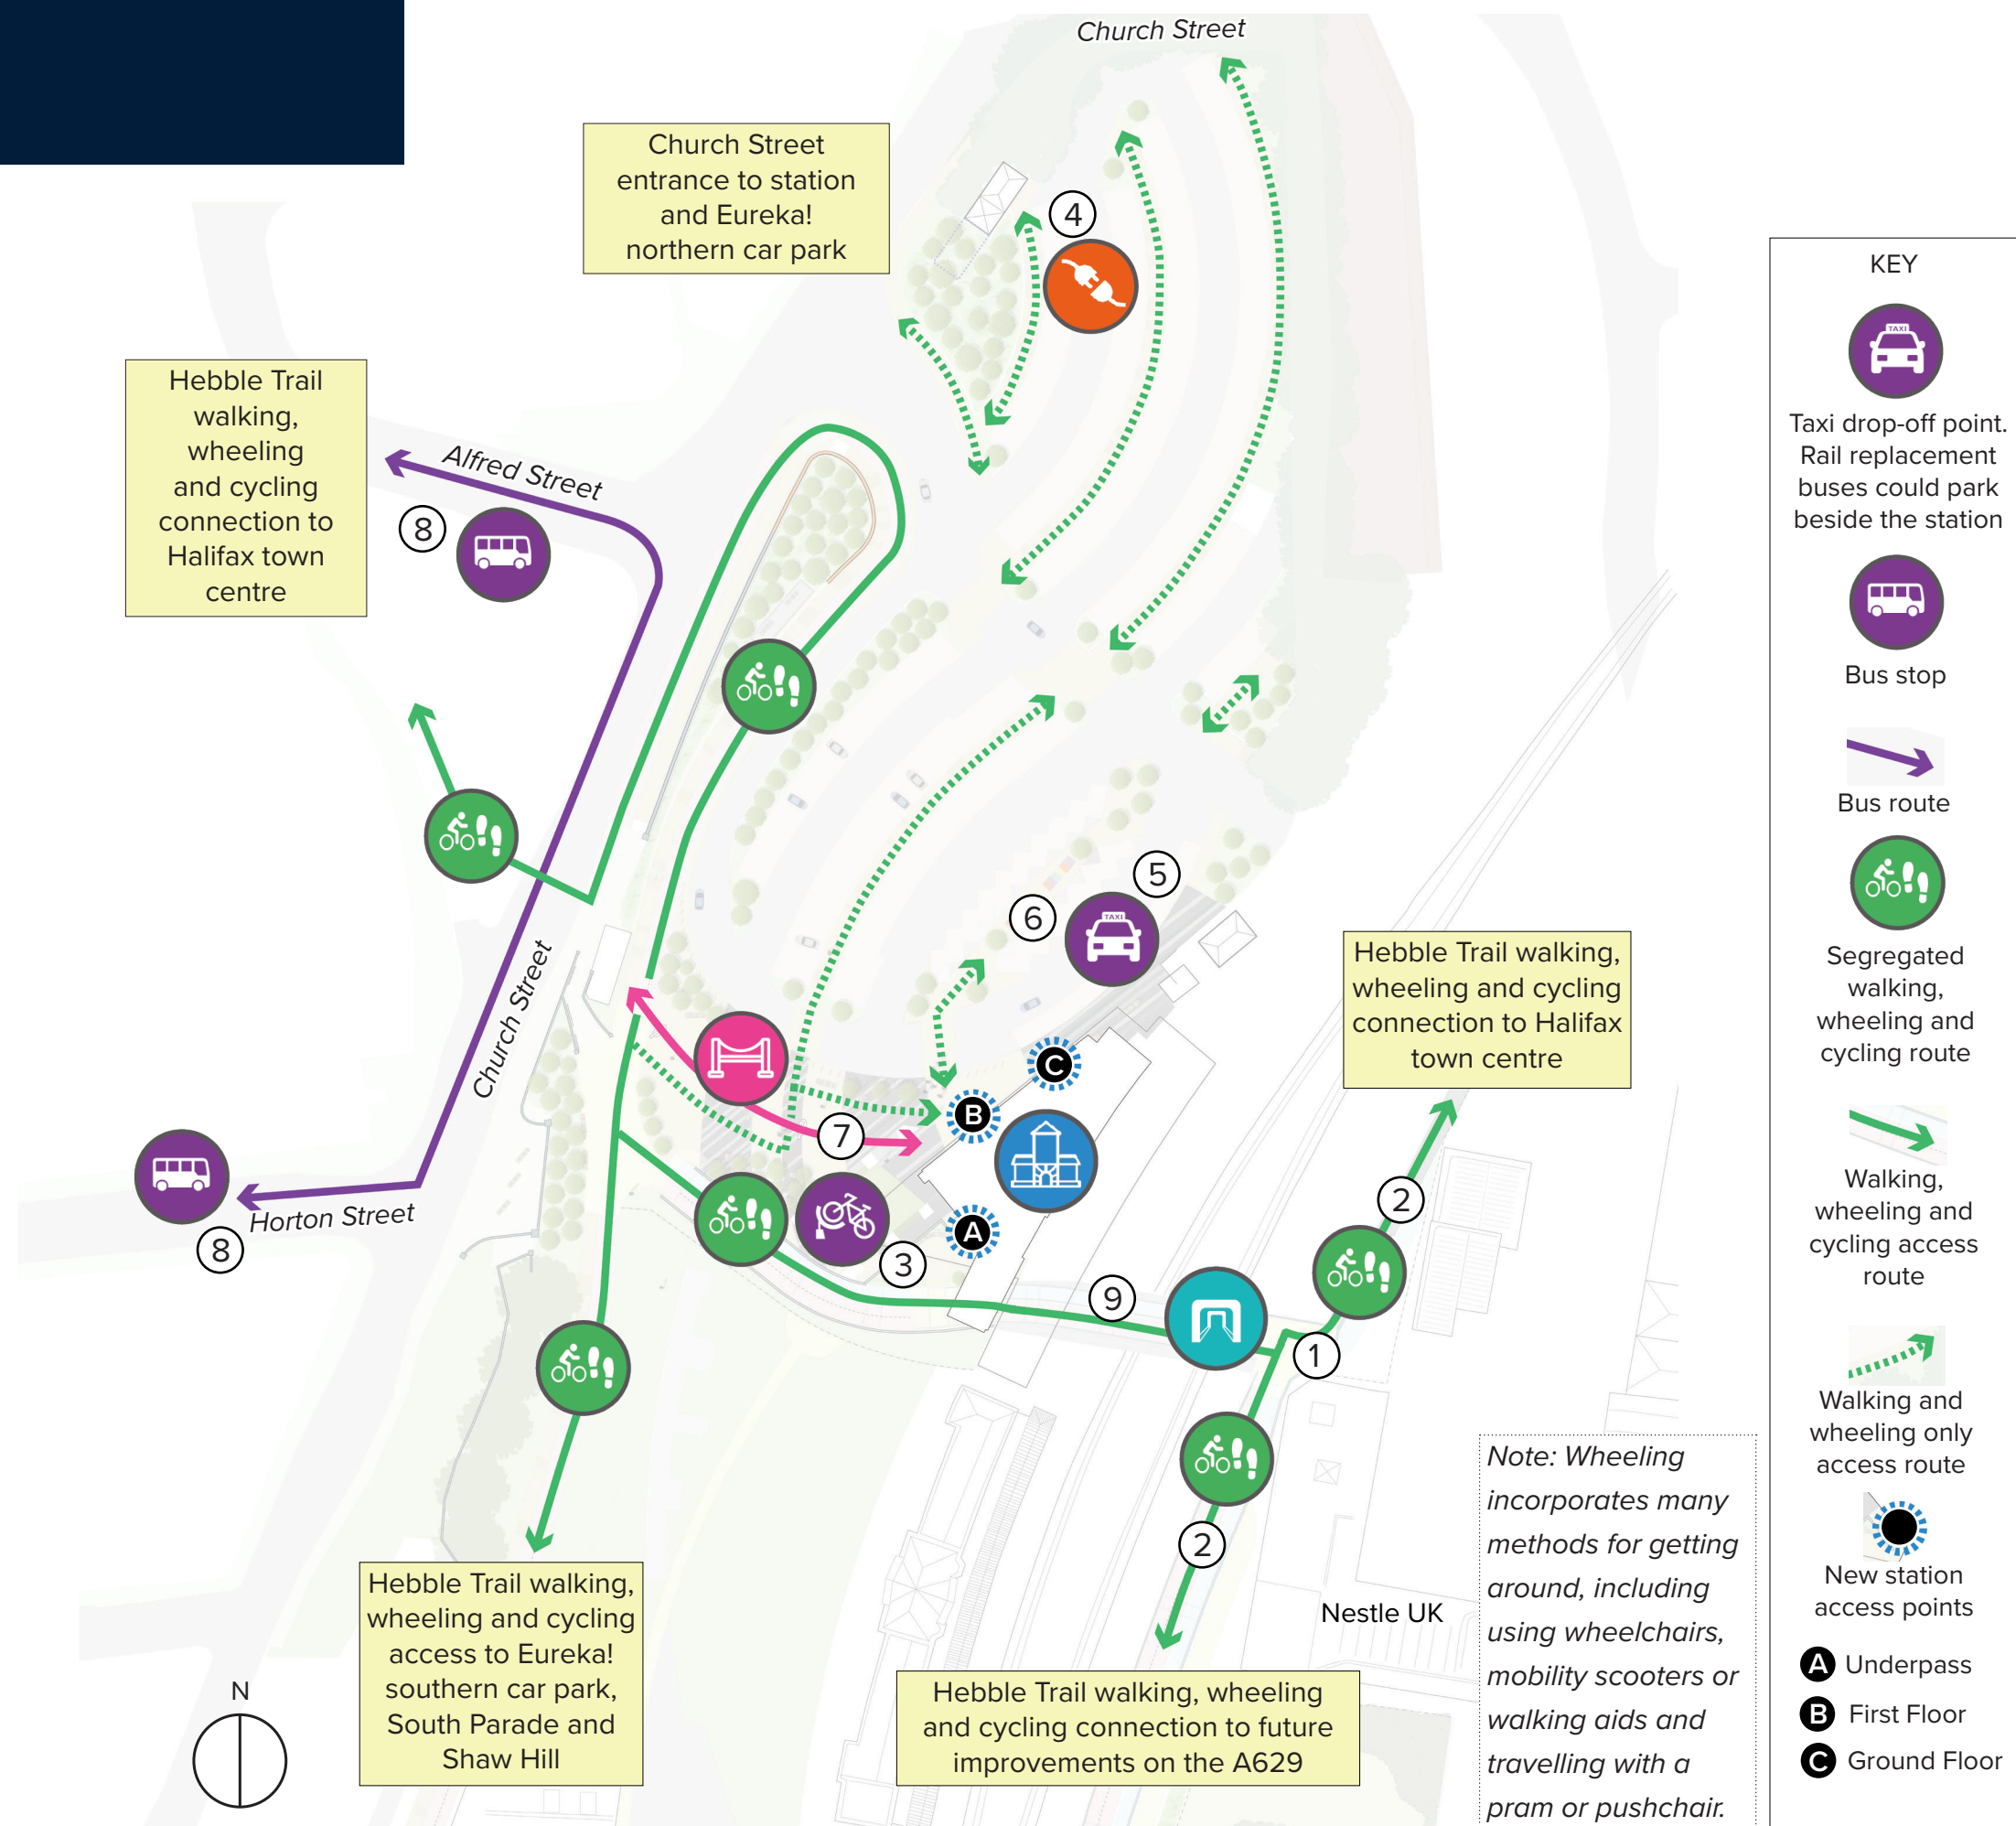 Church Street
Church Street
entrance to station
and Eureka!
northern car park
4
Hebble Trail
walking,
wheeling
and cycling
connection to
Halifax town
centre
Alfred Street
8
5
6
Church Street
Hebble Trail walking,
wheeling and cycling
connection to Halifax
town centre
C
B
7
A
3
2
9
1
Horton Street
8
2
Nestle UK
Hebble Trail walking,
wheeling and cycling
access to Eureka!
southern car park,
South Parade and
Shaw Hill
Hebble Trail walking, wheeling
and cycling connection to future
improvements on the A629
N
Note: Wheeling
incorporates many
methods for getting
around, including
using wheelchairs,
mobility scooters or
walking aids and
travelling with a
pram or pushchair.
TAXI
KEY
TAXI
Taxi drop-off point.
Rail replacement
buses could park
beside the station
Bus stop
Bus route
Segregated
walking,
wheeling and
cycling route
Walking,
wheeling and
cycling access
route
Walking and
wheeling only
access route
New station
access points
A Underpass
B First Floor
C Ground Floor